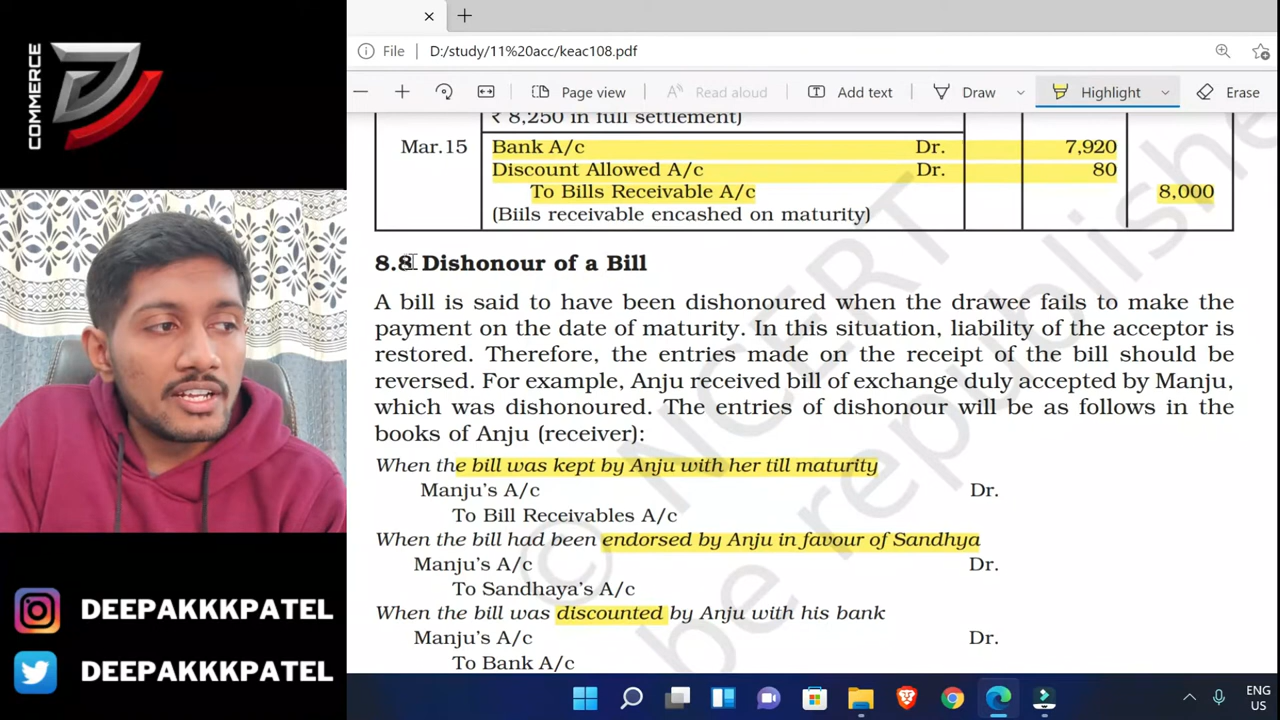 COMMERCE
File D:/study/11%20acc/keac108.pdf
Page view Read aloud Add text Draw Highlight Erase
₹ 8,250 in full settlement)
Mar.15 Bank A/c Dr. 7,920
Discount Allowed A/c Dr. 80
To Bills Receivable A/c 8,000
(Biils receivable encashed on maturity)
8.8 Dishonour of a Bill
A bill is said to have been dishonoured when the drawee fails to make the
payment on the date of maturity. In this situation, liability of the acceptor is
restored. Therefore, the entries made on the receipt of the bill should be
reversed. For example, Anju received bill of exchange duly accepted by Manju,
which was dishonoured. The entries of dishonour will be as follows in the
books of Anju (receiver):
When the bill was kept by Anju with her till maturity
Manju's A/c Dr.
To Bill Receivables A/c
When the bill had been endorsed by Anju in favour of Sandhya
Manju's A/c Dr.
To Sandhaya's A/c
When the bill was discounted by Anju with his bank
Manju's A/c Dr.
To Bank A/c
© NCERT
be republishe
DEEPAKKKPATEL
DEEPAKKKPATEL
ENG
US